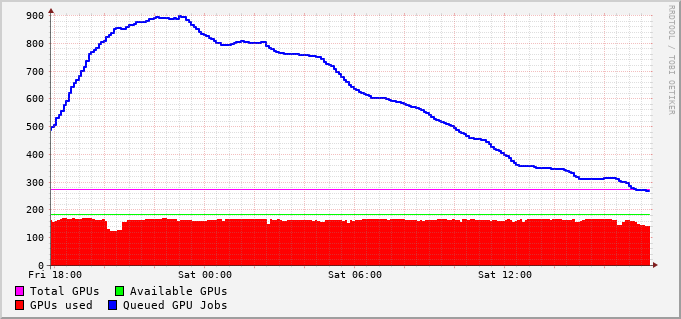 900
800
700
600
500
400
300
200
100
0
Fri 18:00 Sat 00:00 Sat 06:00 Sat 12:00
Total GPUs Available GPUs
GPUs used Queued GPU Jobs
RRDTOOL / TOBI OETIKER